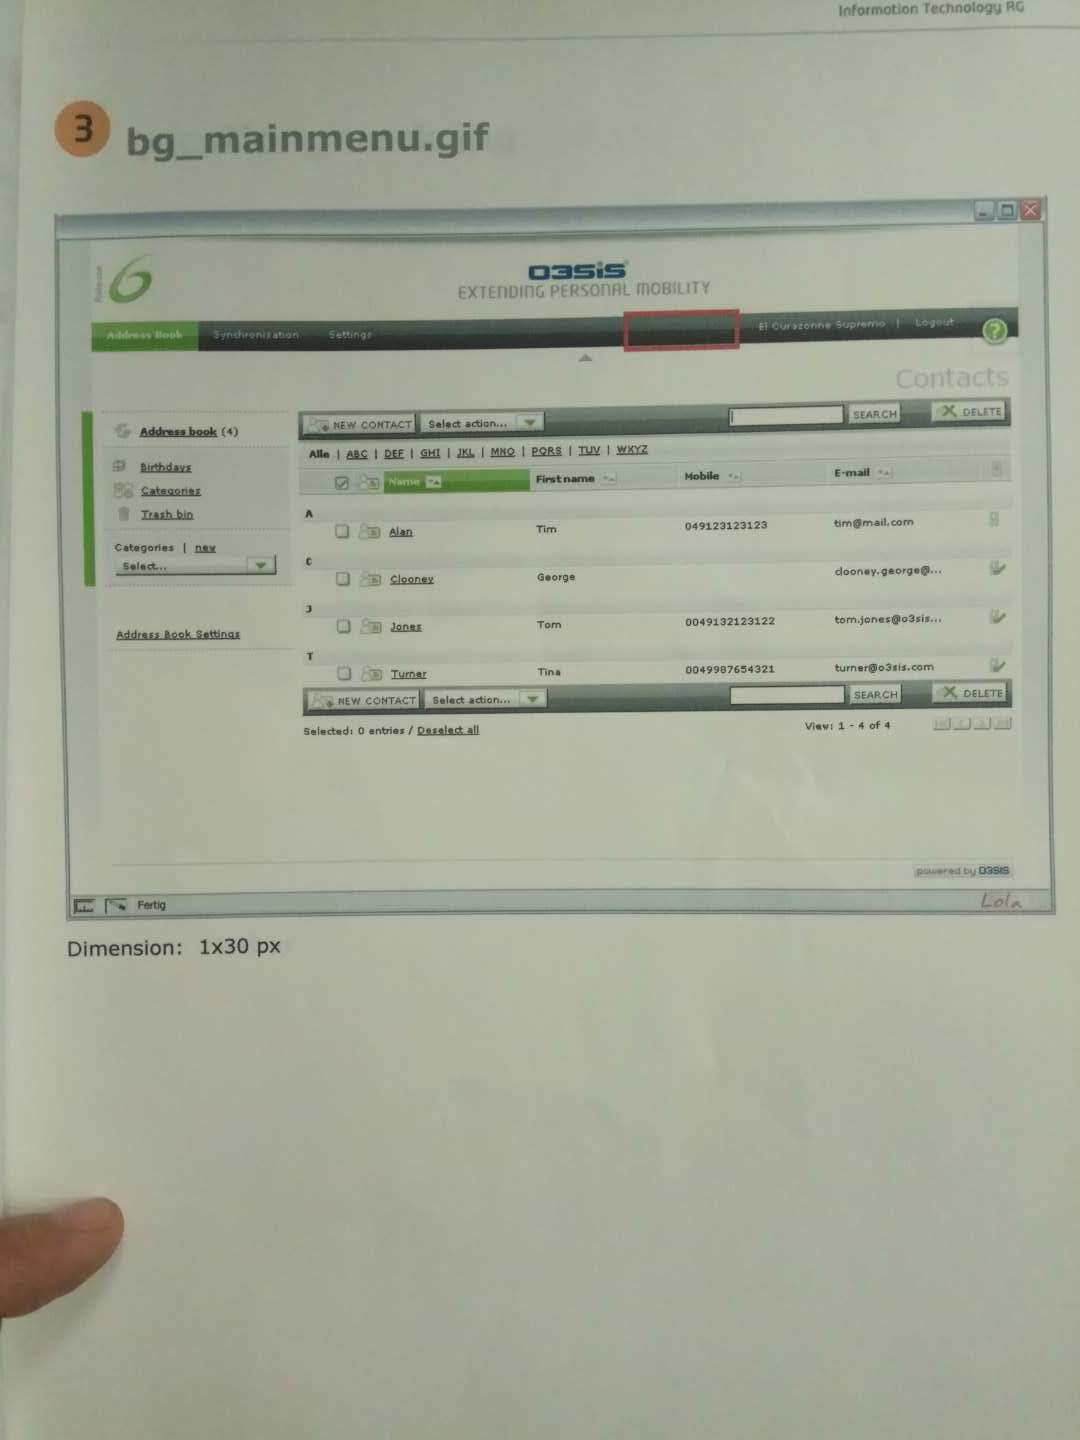 Information Technology AG
3
bg_mainmenu.gif
Release
6
O3SiS
EXTENDING PERSONAL MOBILITY
Address Book Synchronisation Settings El Curazonne Supremo | Logout ?
Contacts
NEW CONTACT Select action... SEARCH DELETE
Address book (4)
Alle | ABC | DEF | GHI | JKL | MNO | PQRS | TUV | WXYZ
Birthdays
Name First name Mobile E-mail
Categories
Trash bin
A
Alan Tim 049123123123 tim@mail.com
Categories | new
Select...
C
Clooney George clooney.george@...
J
Jones Tom 0049132123122 tom.jones@o3sis...
Address Book Settings
T
Turner Tina 0049987654321 turner@o3sis.com
NEW CONTACT Select action... SEARCH DELETE
Selected: 0 entries / Deselect all View: 1 - 4 of 4
powered by O3SIS
Fertig Lola
Dimension: 1x30 px